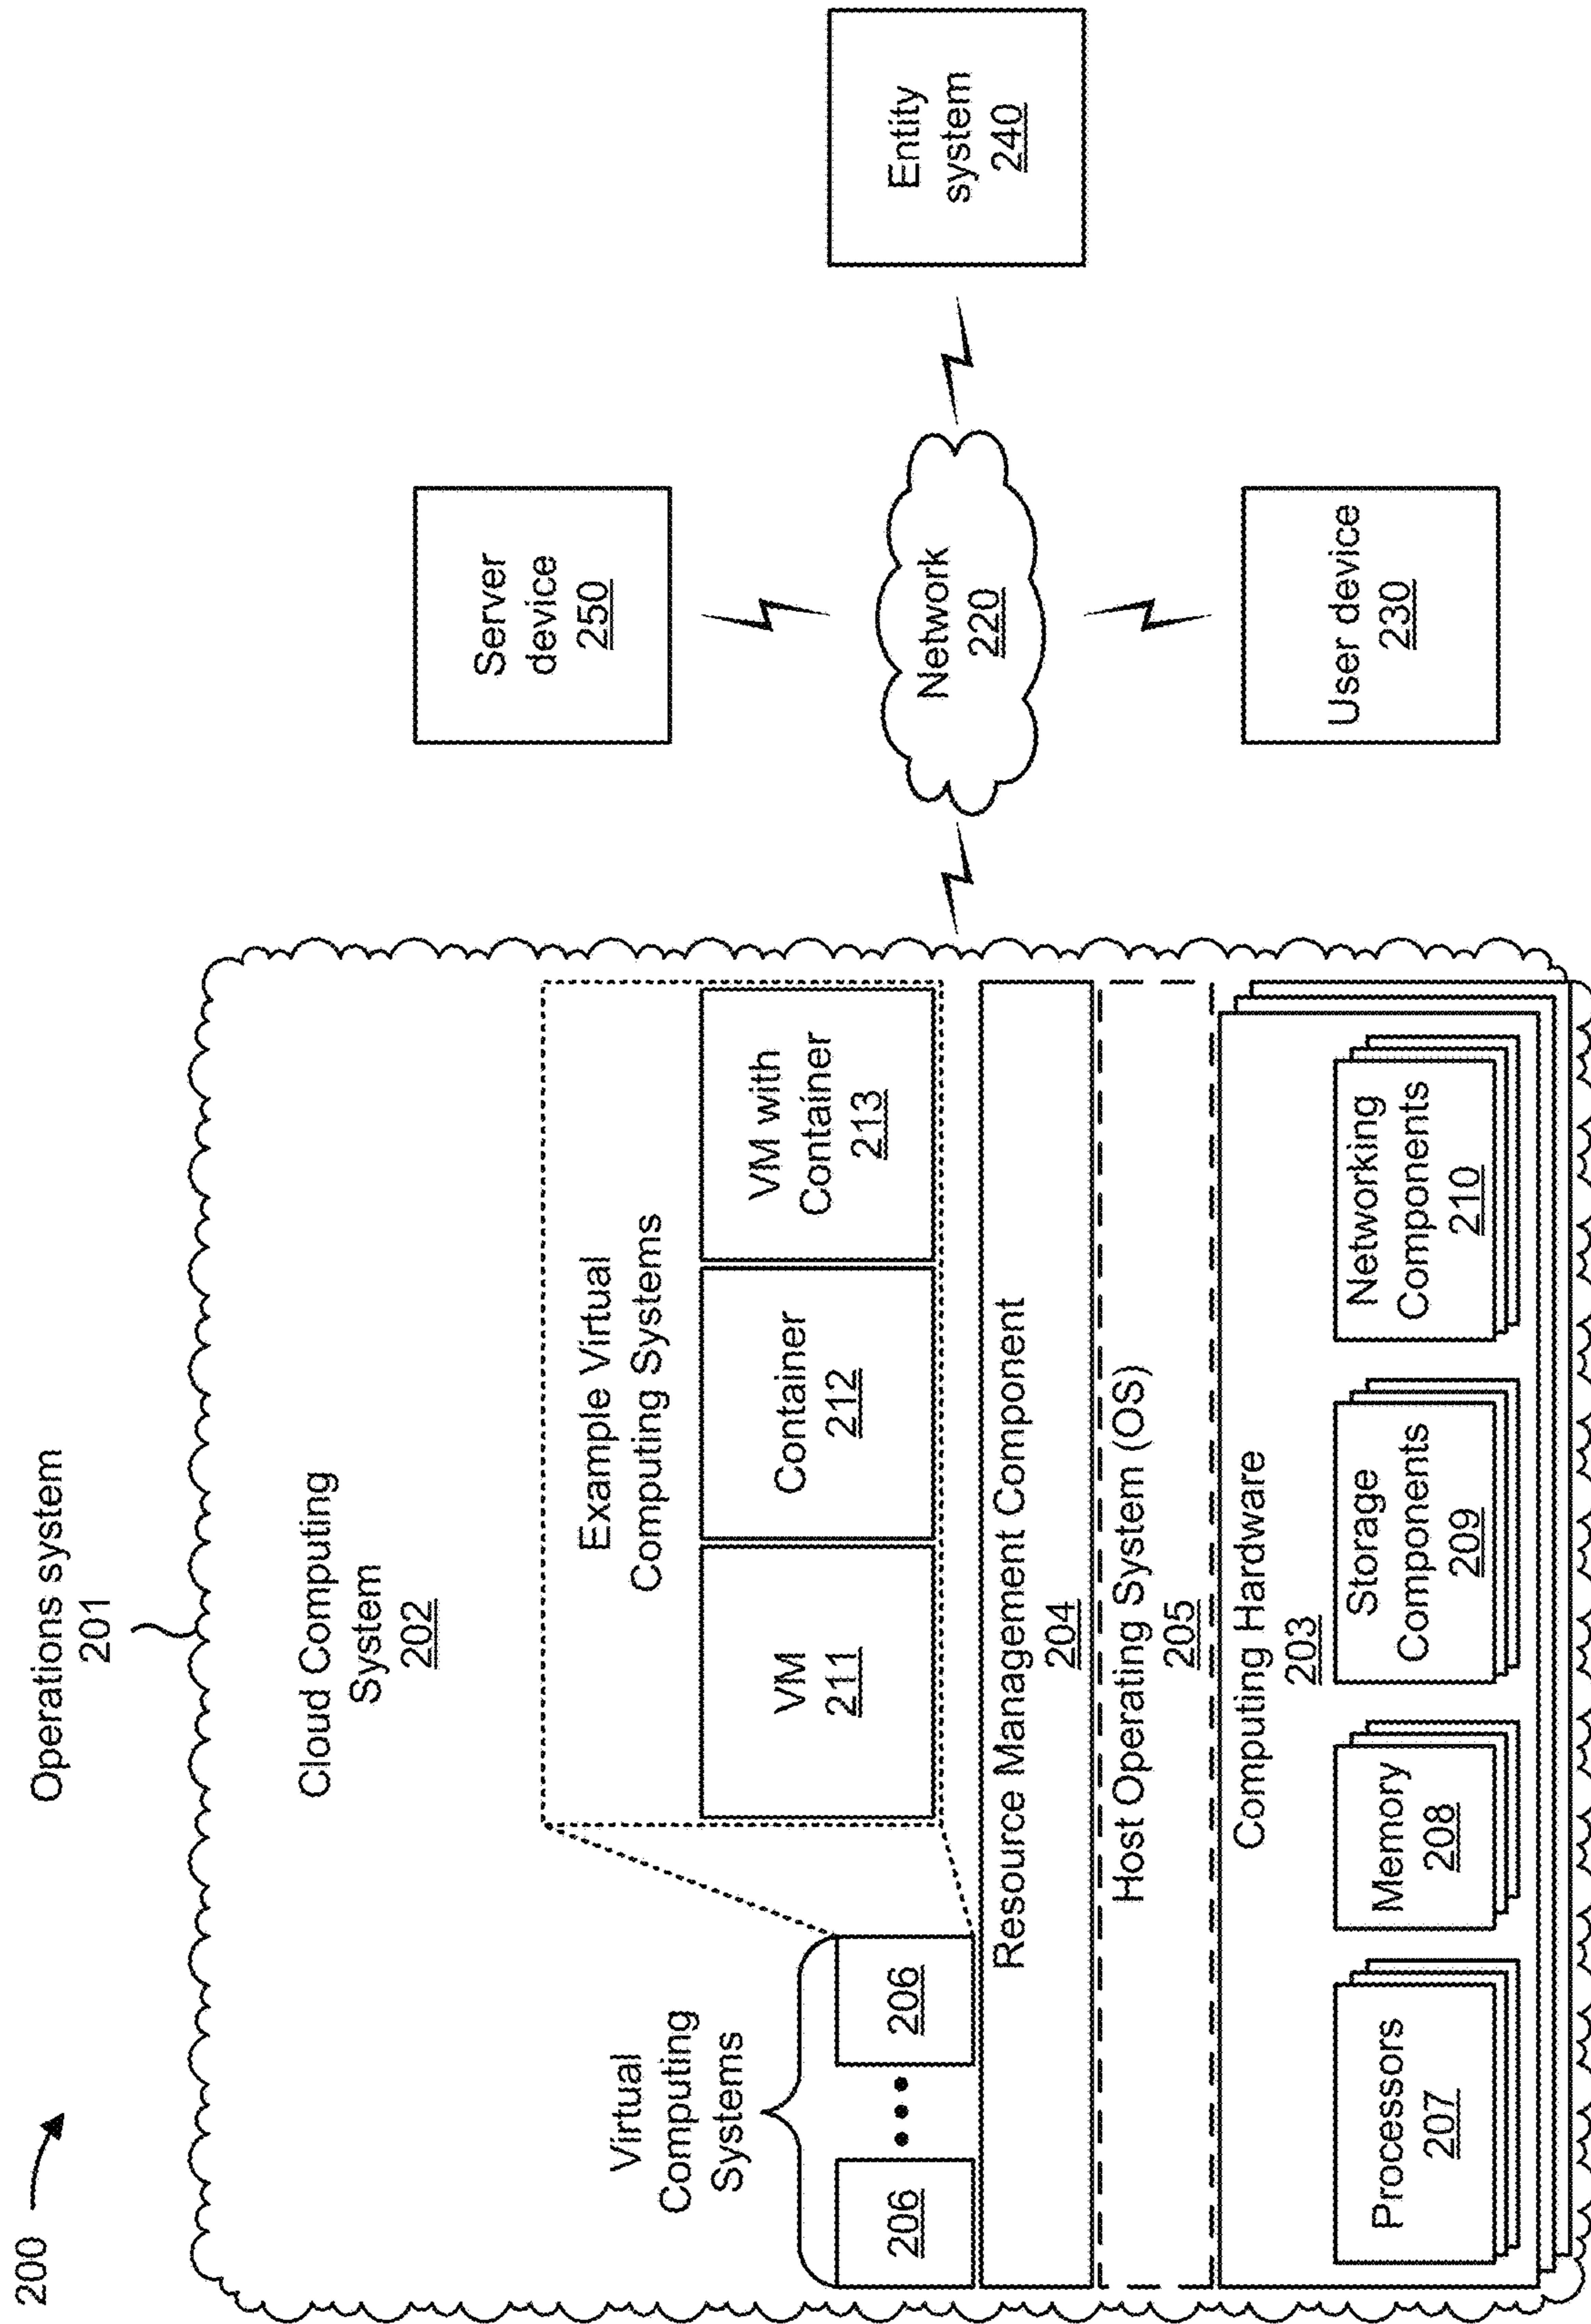 200
Operations system
201
Cloud Computing
System
202
Virtual
Computing
Systems
206
206
Example Virtual
Computing Systems
VM
211
Container
212
VM with
Container
213
Resource Management Component
204
Host Operating System (OS)
205
Computing Hardware
203
Processors
207
Memory
208
Storage
Components
209
Networking
Components
210
Server
device
250
Network
220
User device
230
Entity
system
240